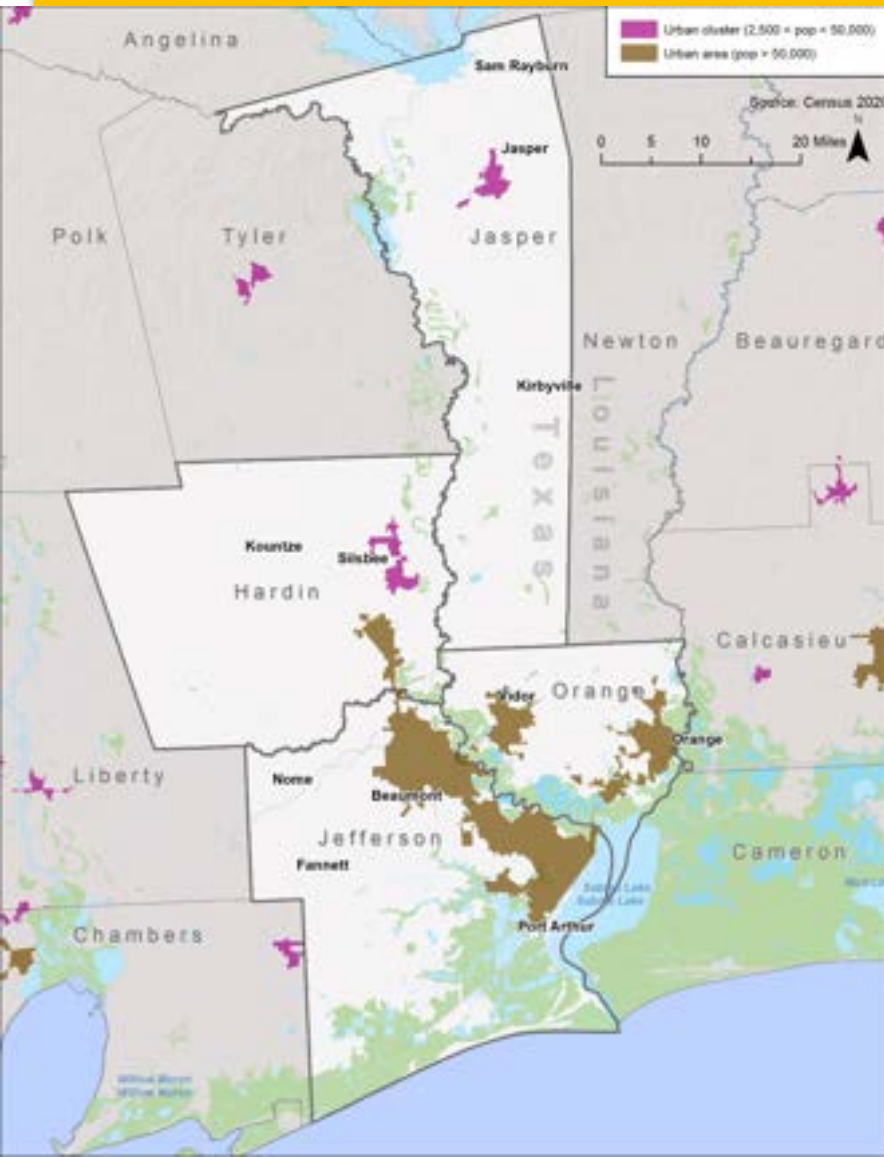 Urban cluster (2,500 < pop < 50,000)
Urban area (pop > 50,000)
Angelina
Sam Rayburn
Source: Census 2020
N
0 5 10 20 Miles
Jasper
Polk
Tyler
Jasper
Newton
Beauregard
Kirbyville
Texas
Louisiana
Kountze
Silsbee
Hardin
Calcasieu
Vidor
Orange
Orange
Liberty
Nome
Beaumont
Jefferson
Cameron
Fannett
Sabine Lake
Sabine Lake
Port Arthur
Chambers